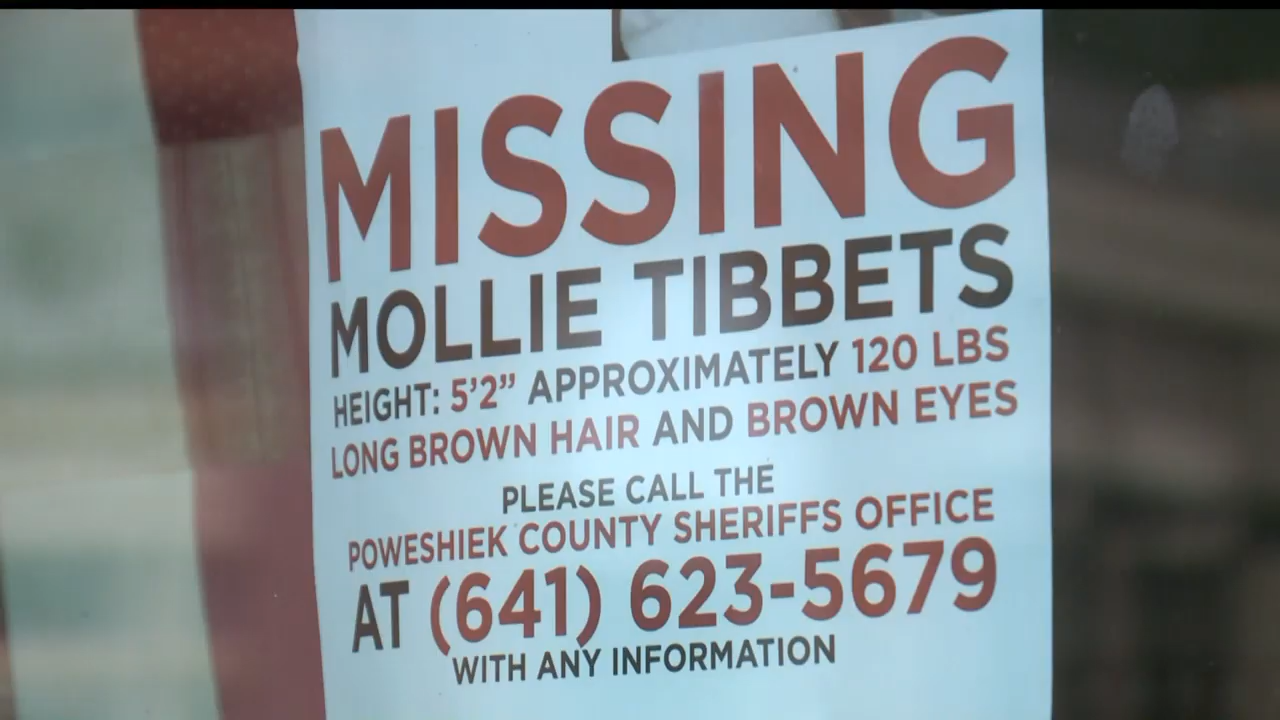 MISSING
MOLLIE TIBBETS
HEIGHT: 5'2” APPROXIMATELY 120 LBS
LONG BROWN HAIR AND BROWN EYES
PLEASE CALL THE
POWESHIEK COUNTY SHERIFFS OFFICE
AT (641) 623-5679
WITH ANY INFORMATION